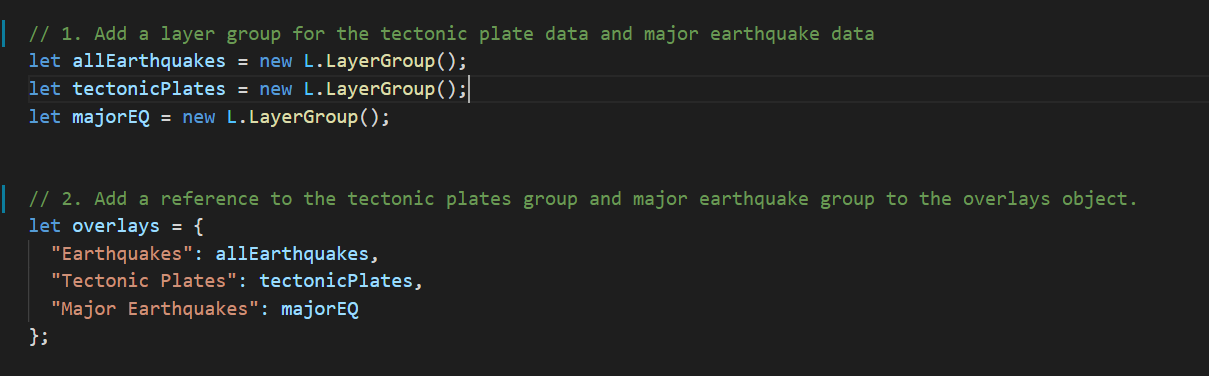 // 1. Add a layer group for the tectonic plate data and major earthquake data
let allEarthquakes = new L.LayerGroup();
let tectonicPlates = new L.LayerGroup();
let majorEQ = new L.LayerGroup();
// 2. Add a reference to the tectonic plates group and major earthquake group to the overlays object.
let overlays = {
  "Earthquakes": allEarthquakes,
  "Tectonic Plates": tectonicPlates,
  "Major Earthquakes": majorEQ
};